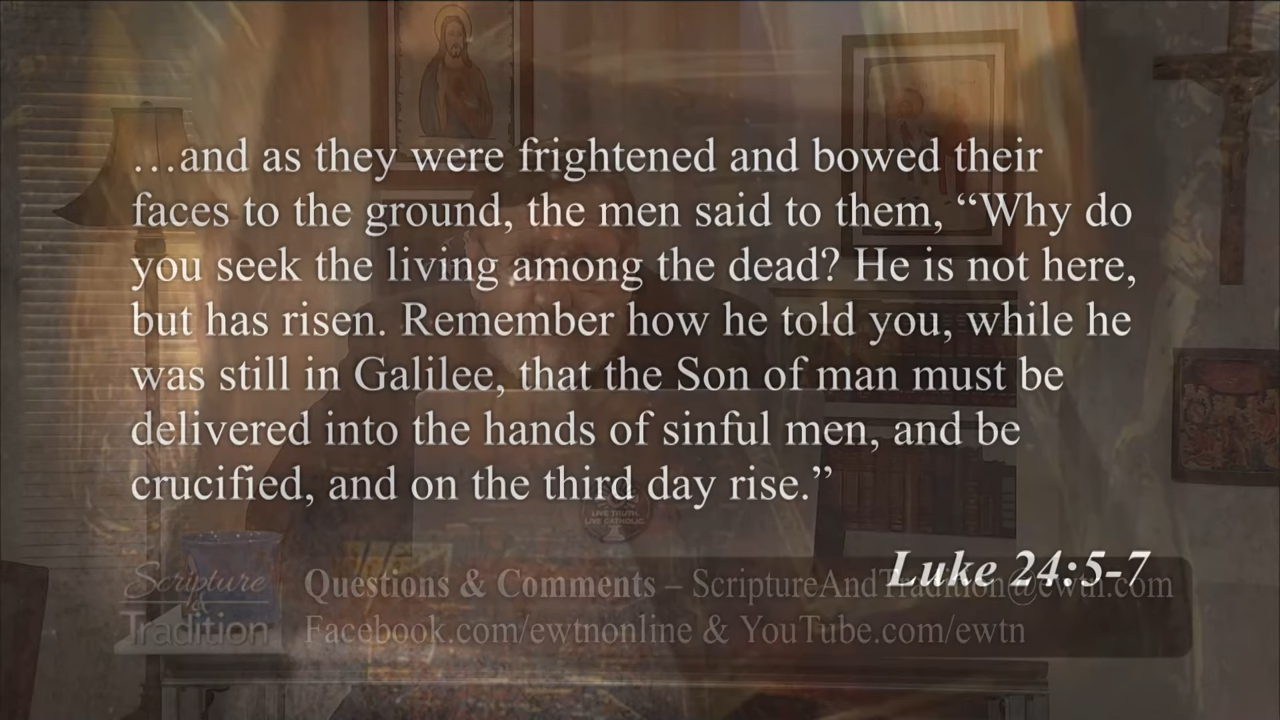 …and as they were frightened and bowed their
faces to the ground, the men said to them, “Why do
you seek the living among the dead? He is not here,
but has risen. Remember how he told you, while he
was still in Galilee, that the Son of man must be
delivered into the hands of sinful men, and be
crucified, and on the third day rise.”
LIVE TRUTH.
LIVE CATHOLIC.
Luke 24:5-7
Scripture
&
Tradition
Questions & Comments – ScriptureAndTradition@ewtn.com
Facebook.com/ewtnonline & YouTube.com/ewtn